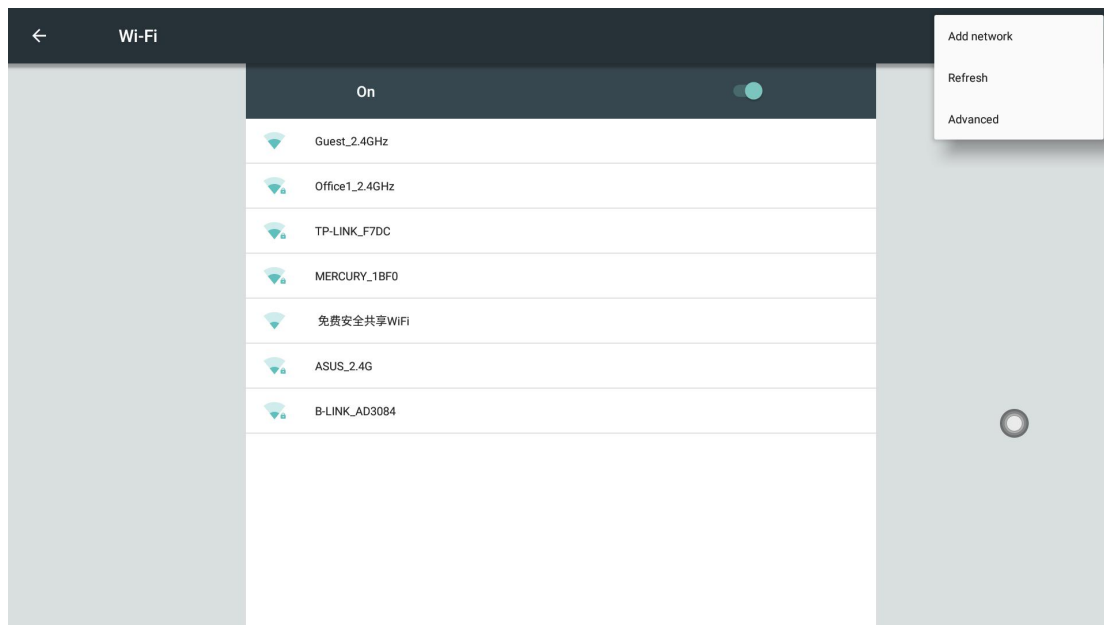 Wi-Fi
Add network
Refresh
Advanced
On
Guest_2.4GHz
Office1_2.4GHz
TP-LINK_F7DC
MERCURY_1BF0
免费安全共享WiFi
ASUS_2.4G
B-LINK_AD3084